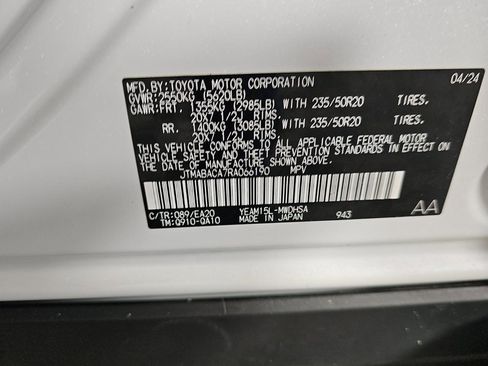 MFD.BY:TOYOTA MOTOR CORPORATION 04/24
GVWR:2550KG (5620LB)
GAWR:FRT. 1355KG (2985LB) WITH 235/50R20 TIRES,
20X7 1/2J RIMS,
RR. 1400KG (3085LB) WITH 235/50R20 TIRES,
20X7 1/2J RIMS.
THIS VEHICLE CONFORMS TO ALL APPLICABLE FEDERAL MOTOR
VEHICLE SAFETY AND THEFT PREVENTION STANDARDS IN EFFECT ON
THE DATE OF MANUFACTURE SHOWN ABOVE.
JTMABACA7RA066190 MPV
C/TR:089/EA20 YEAM15L-MWDHSA
TM:Q910-QA10 MADE IN JAPAN 943 AA